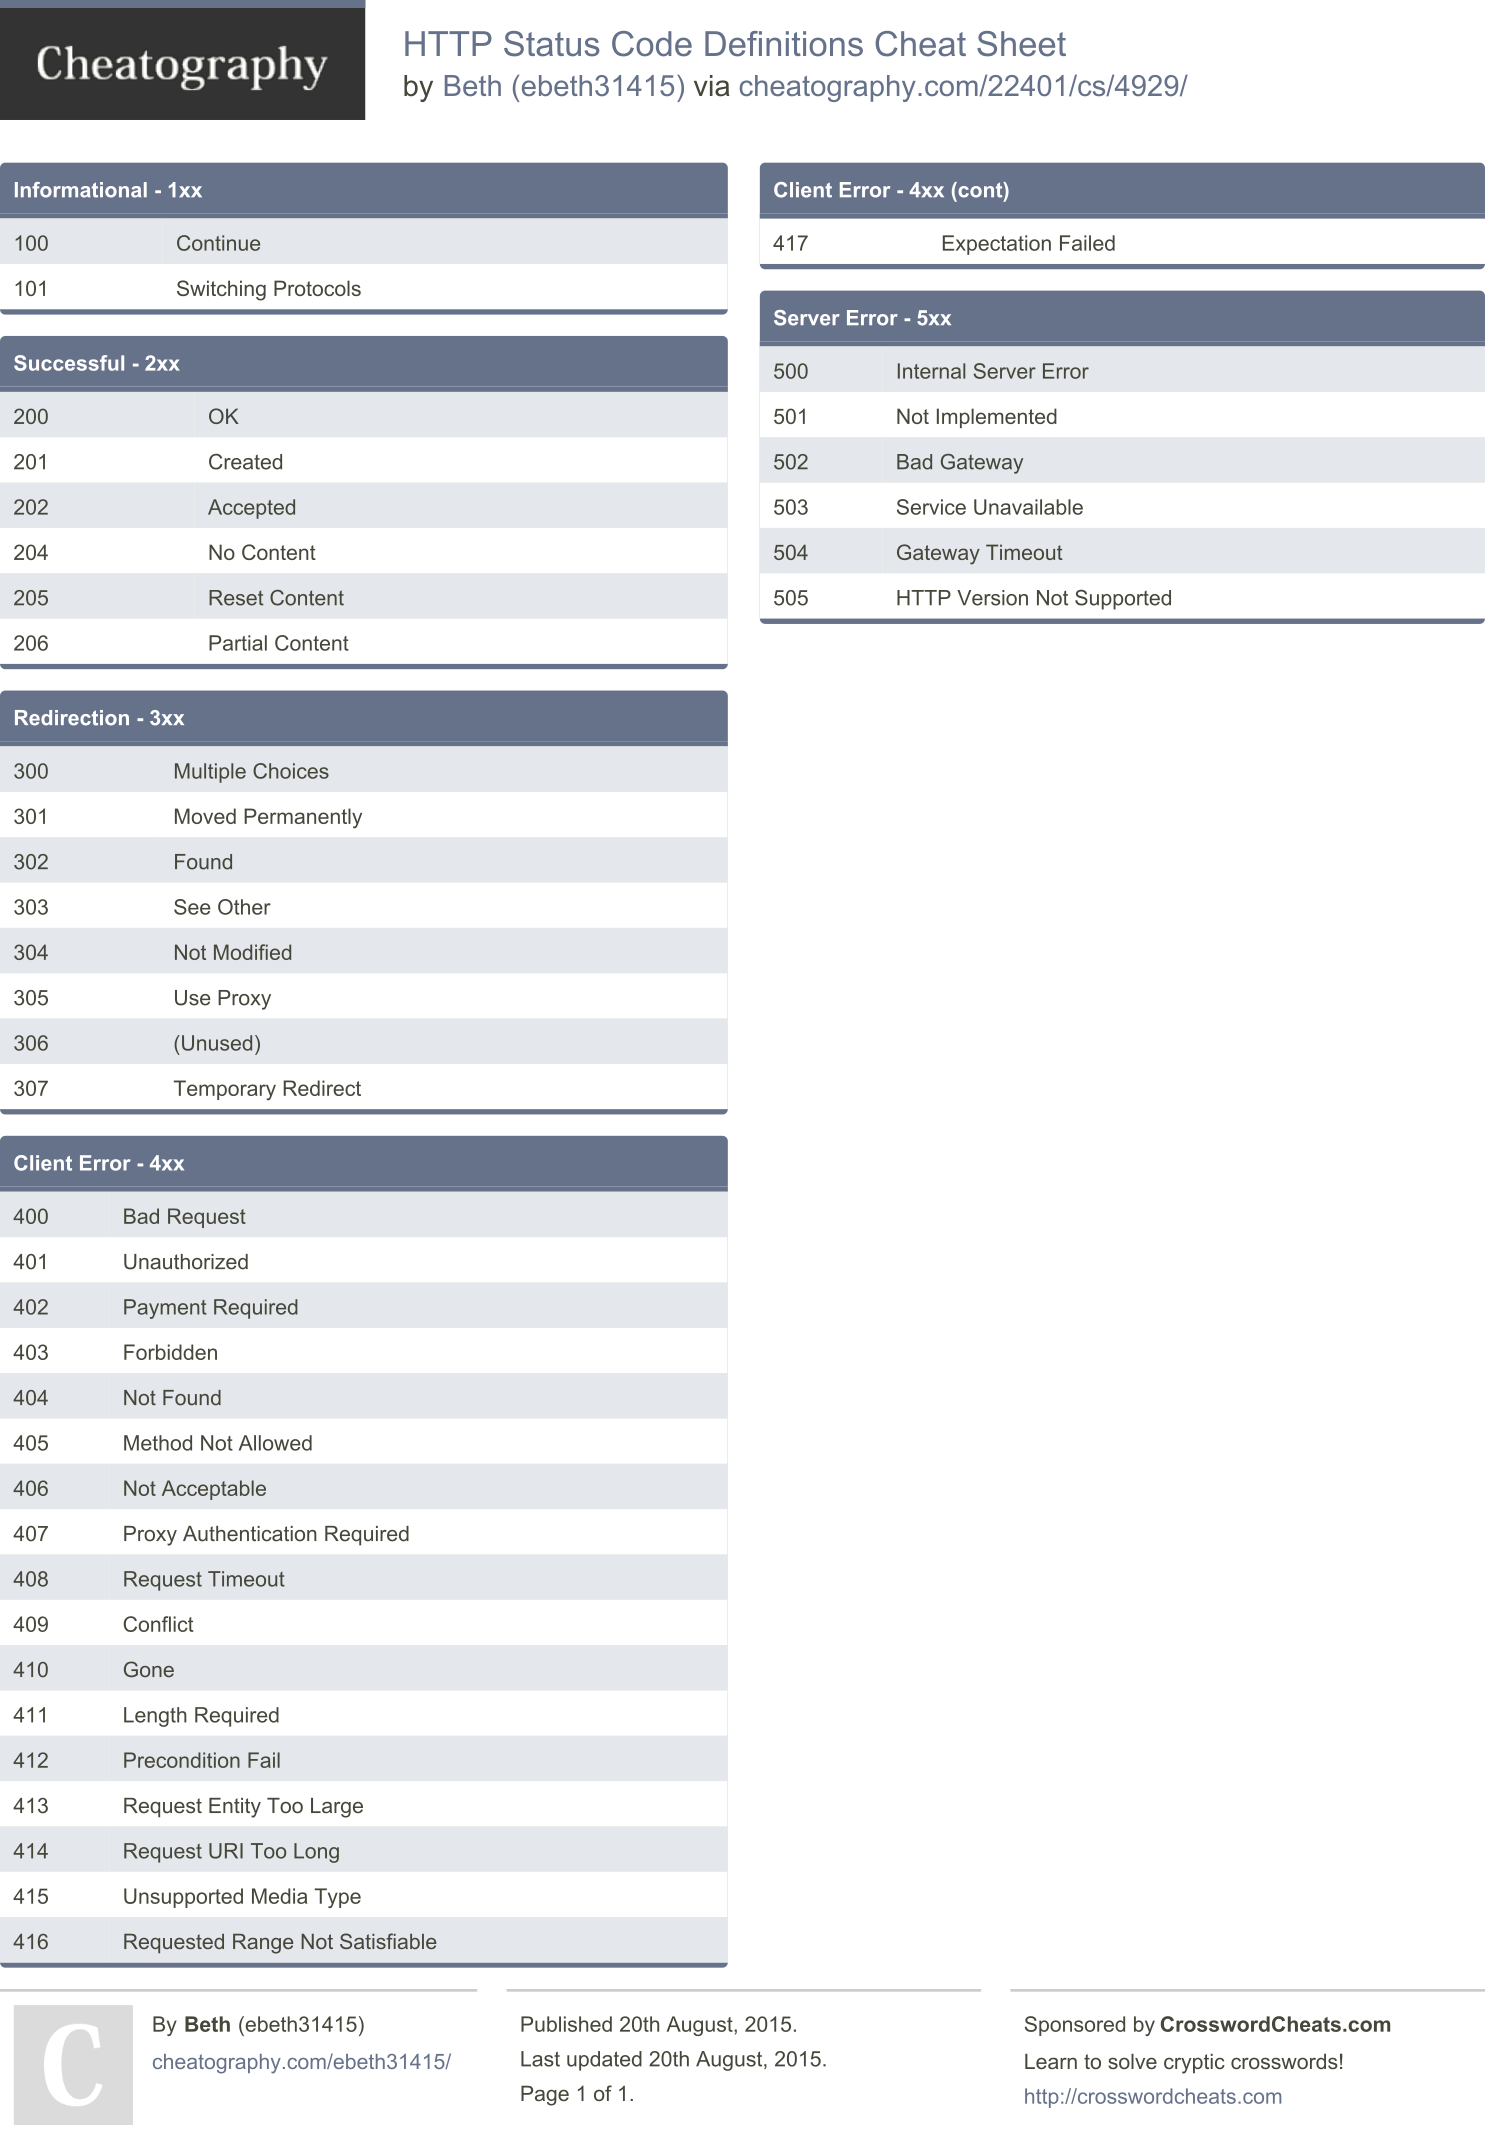 Cheatography
HTTP Status Code Definitions Cheat Sheet
by Beth (ebeth31415) via cheatography.com/22401/cs/4929/
Informational - 1xx
100 Continue
101 Switching Protocols
Successful - 2xx
200 OK
201 Created
202 Accepted
204 No Content
205 Reset Content
206 Partial Content
Redirection - 3xx
300 Multiple Choices
301 Moved Permanently
302 Found
303 See Other
304 Not Modified
305 Use Proxy
306 (Unused)
307 Temporary Redirect
Client Error - 4xx
400 Bad Request
401 Unauthorized
402 Payment Required
403 Forbidden
404 Not Found
405 Method Not Allowed
406 Not Acceptable
407 Proxy Authentication Required
408 Request Timeout
409 Conflict
410 Gone
411 Length Required
412 Precondition Fail
413 Request Entity Too Large
414 Request URI Too Long
415 Unsupported Media Type
416 Requested Range Not Satisfiable
Client Error - 4xx (cont)
417 Expectation Failed
Server Error - 5xx
500 Internal Server Error
501 Not Implemented
502 Bad Gateway
503 Service Unavailable
504 Gateway Timeout
505 HTTP Version Not Supported
C
By Beth (ebeth31415)
cheatography.com/ebeth31415/
Published 20th August, 2015.
Last updated 20th August, 2015.
Page 1 of 1.
Sponsored by CrosswordCheats.com
Learn to solve cryptic crosswords!
http://crosswordcheats.com